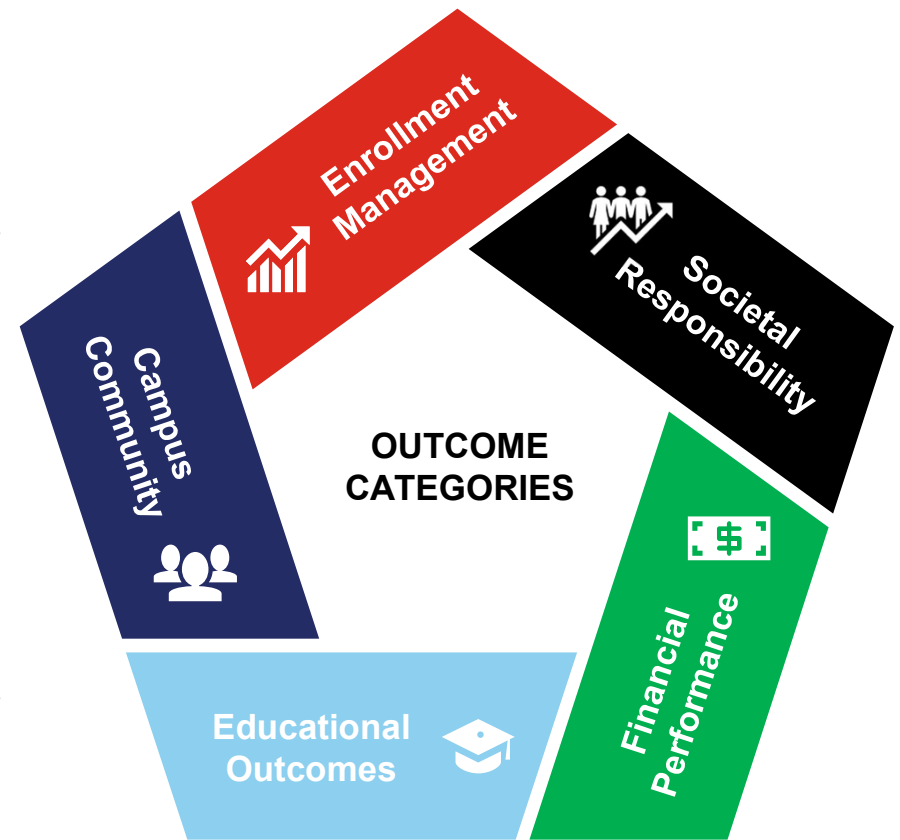 Enrollment
Management
Societal
Responsibility
Campus
Community
OUTCOME
CATEGORIES
$
Financial
Performance
Educational
Outcomes